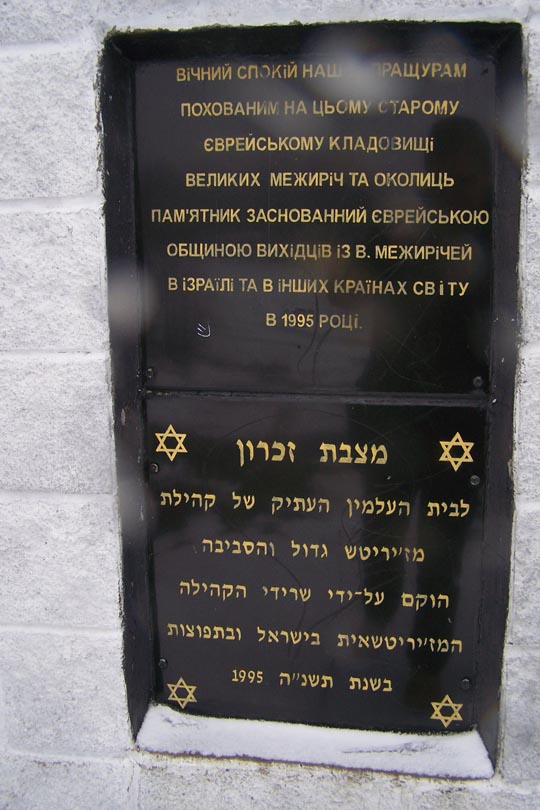 ВІЧНИЙ СПОКІЙ ПРАЩУРАМ
ПОХОВАНИМ НА ЦЬОМУ СТАРОМУ
ЄВРЕЙСЬКОМУ КЛАДОВИЩІ
ВЕЛИКИХ МЕЖИРІЧ ТА ОКОЛИЦЬ
ПАМ'ЯТНИК ЗАСНОВАННИЙ ЄВРЕЙСЬКОЮ
ОБЩИНОЮ ВИХІДЦІВ ІЗ В. МЕЖИРІЧЕЙ
В ІЗРАЇЛІ ТА В ІНШИХ КРАЇНАХ СВІТУ
В 1995 РОЦІ.
מצבת זכרון
לבית העלמין העתיק של קהילת
מז״ריטש גדול והסביבה
הוקם על-ידי שרידי הקהילה
המז״ריטשאית בישראל ובתפוצות
בשנת תשנ״ה 1995